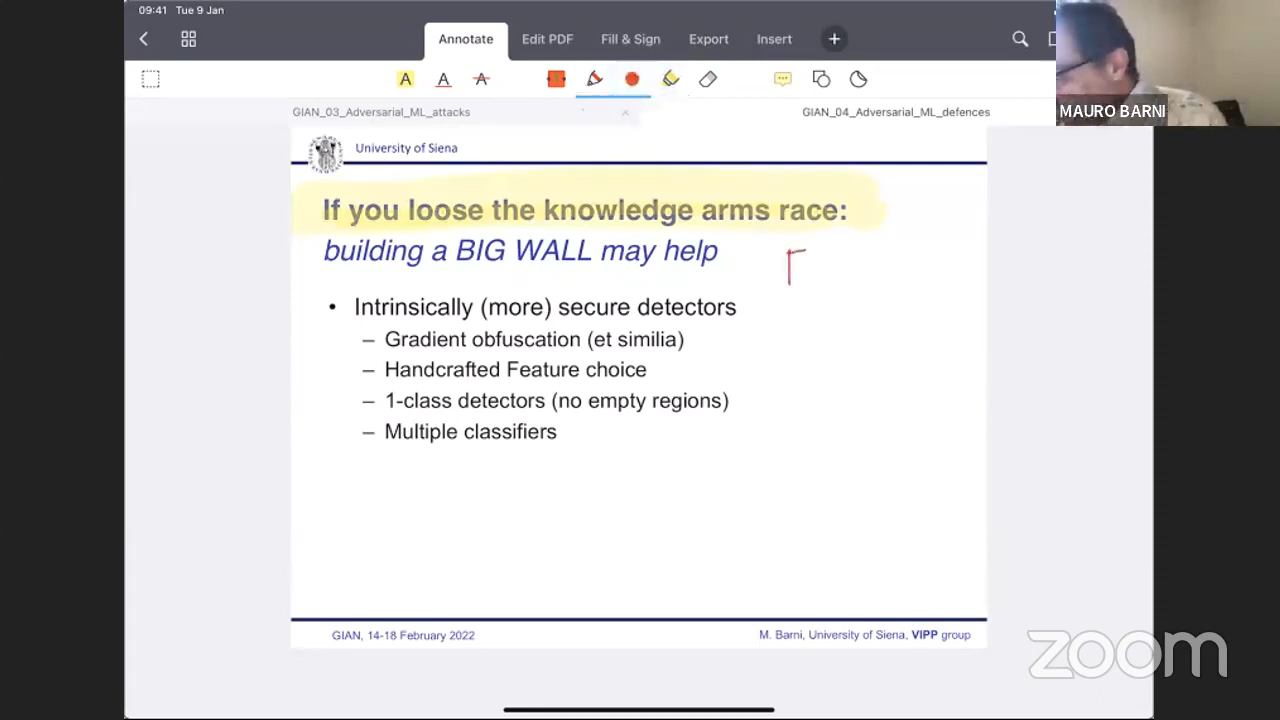 09:41 Tue 9 Jan
Annotate Edit PDF Fill & Sign Export Insert
A A A
GIAN_03_Adversarial_ML_attacks GIAN_04_Adversarial_ML_defences
MAURO BARNI
University of Siena
If you loose the knowledge arms race:
building a BIG WALL may help
• Intrinsically (more) secure detectors
– Gradient obfuscation (et similia)
– Handcrafted Feature choice
– 1-class detectors (no empty regions)
– Multiple classifiers
GIAN, 14-18 February 2022 M. Barni, University of Siena, VIPP group
zoom